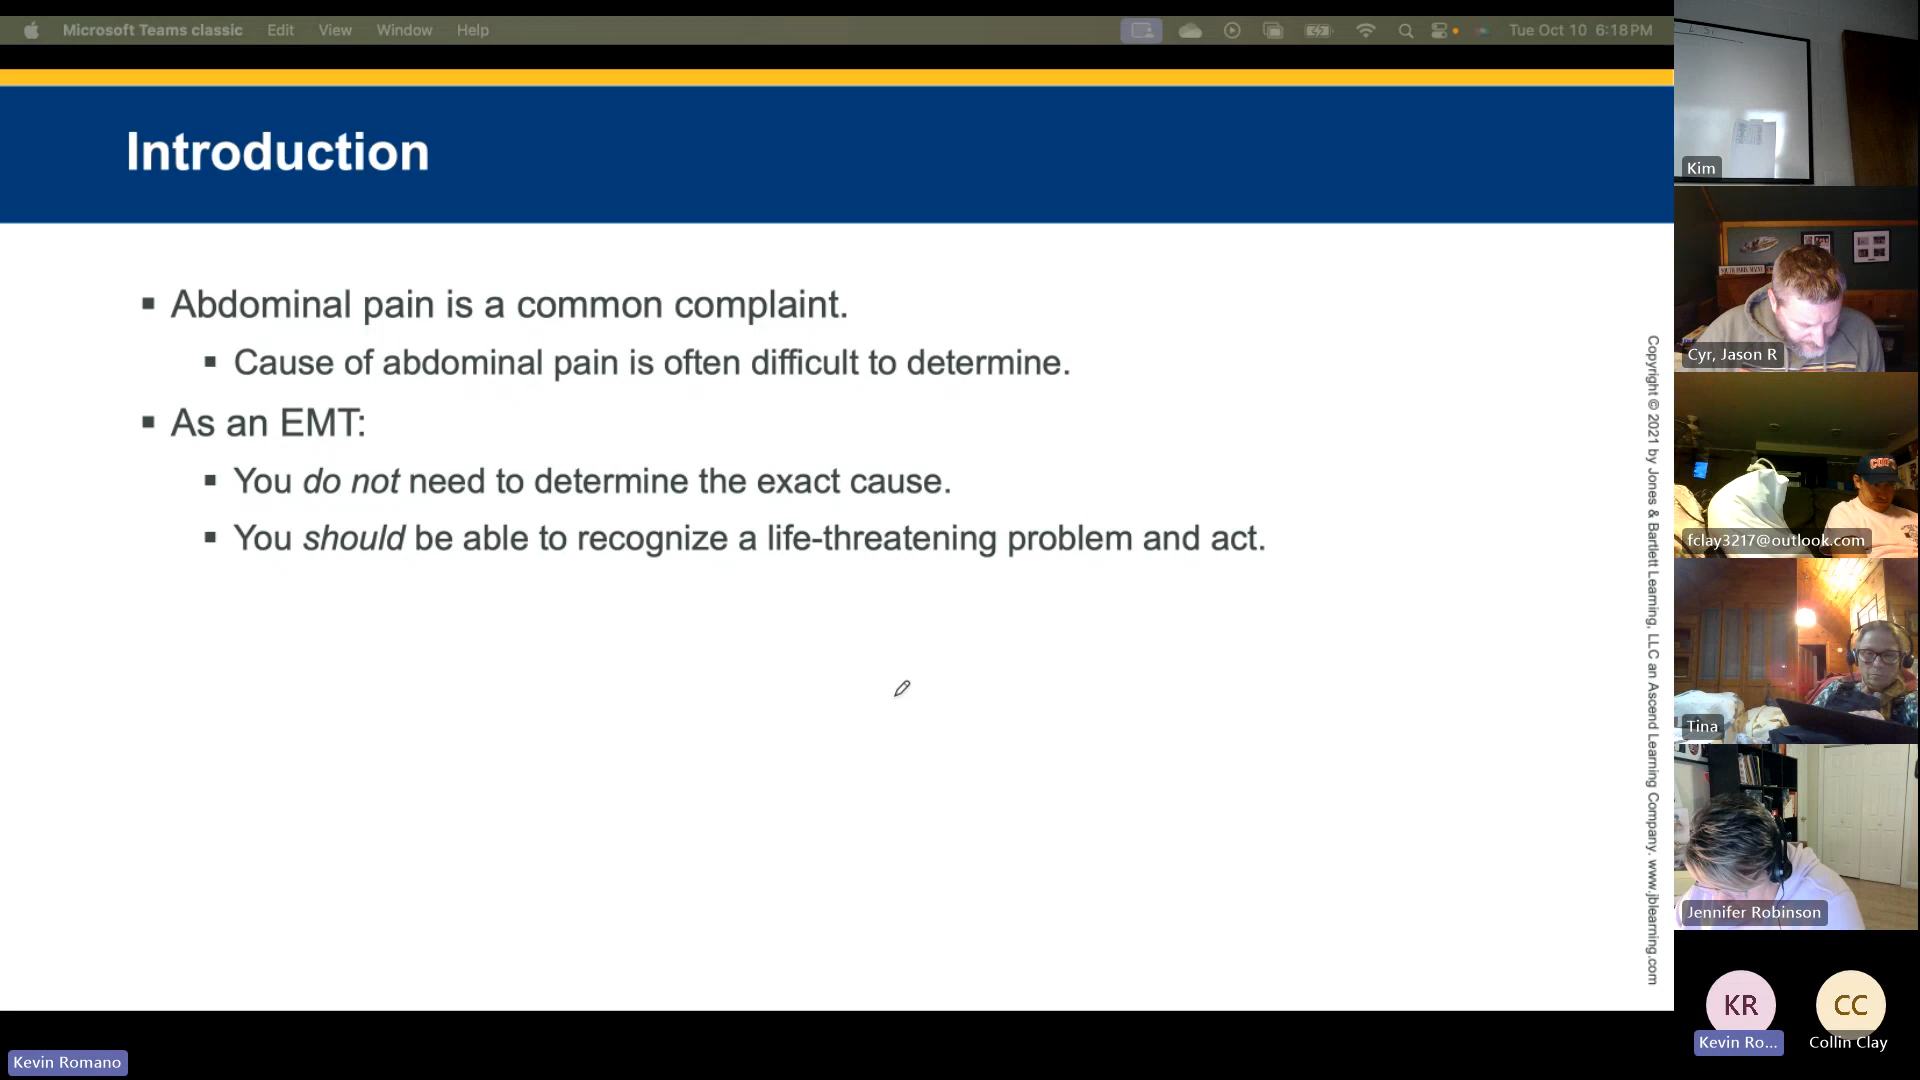 Microsoft Teams classic Edit View Window Help Tue Oct 10 6:18 PM
Introduction
▪ Abdominal pain is a common complaint.
▪ Cause of abdominal pain is often difficult to determine.
▪ As an EMT:
▪ You do not need to determine the exact cause.
▪ You should be able to recognize a life-threatening problem and act.
Copyright © 2021 by Jones & Bartlett Learning, LLC an Ascend Learning Company. www.jblearning.com
Kim
Cyr, Jason R
fclay3217@outlook.com
Tina
Jennifer Robinson
KR
Kevin Ro...
CC
Collin Clay
Kevin Romano